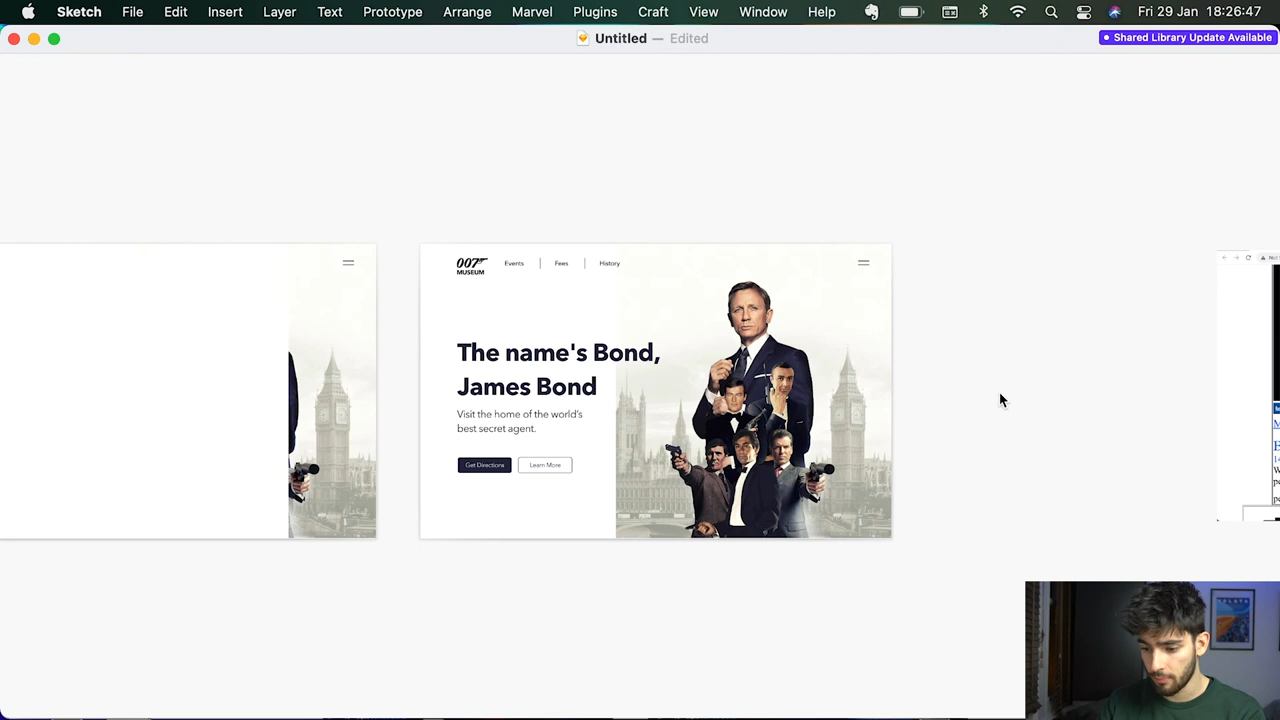 Sketch File Edit Insert Layer Text Prototype Arrange Marvel Plugins Craft View Window Help Fri 29 Jan 18:26:47
Untitled — Edited
Shared Library Update Available
007
MUSEUM
Events | Fees | History
The name's Bond,
James Bond
Visit the home of the world's
best secret agent.
Get Directions
Learn More